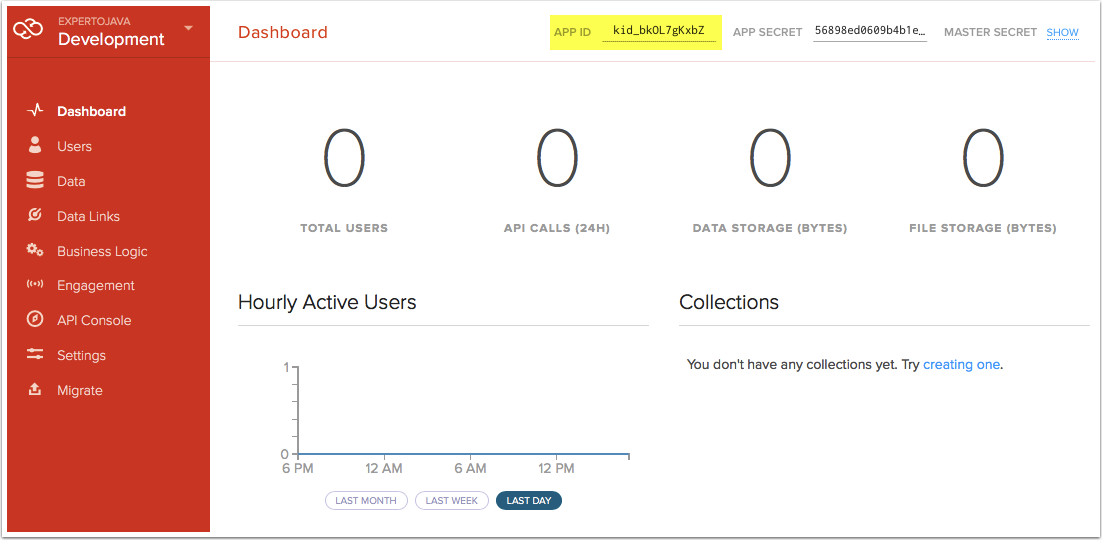 EXPERTOJAVA
Development
Dashboard
APP ID kid_bkOL7gKxbZ APP SECRET 56898ed0609b4b1e… MASTER SECRET SHOW
Dashboard
Users
Data
Data Links
Business Logic
Engagement
API Console
Settings
Migrate
0 0 0 0
TOTAL USERS API CALLS (24H) DATA STORAGE (BYTES) FILE STORAGE (BYTES)
Hourly Active Users
1
0
6 PM 12 AM 6 AM 12 PM
LAST MONTH LAST WEEK LAST DAY
Collections
You don't have any collections yet. Try creating one.